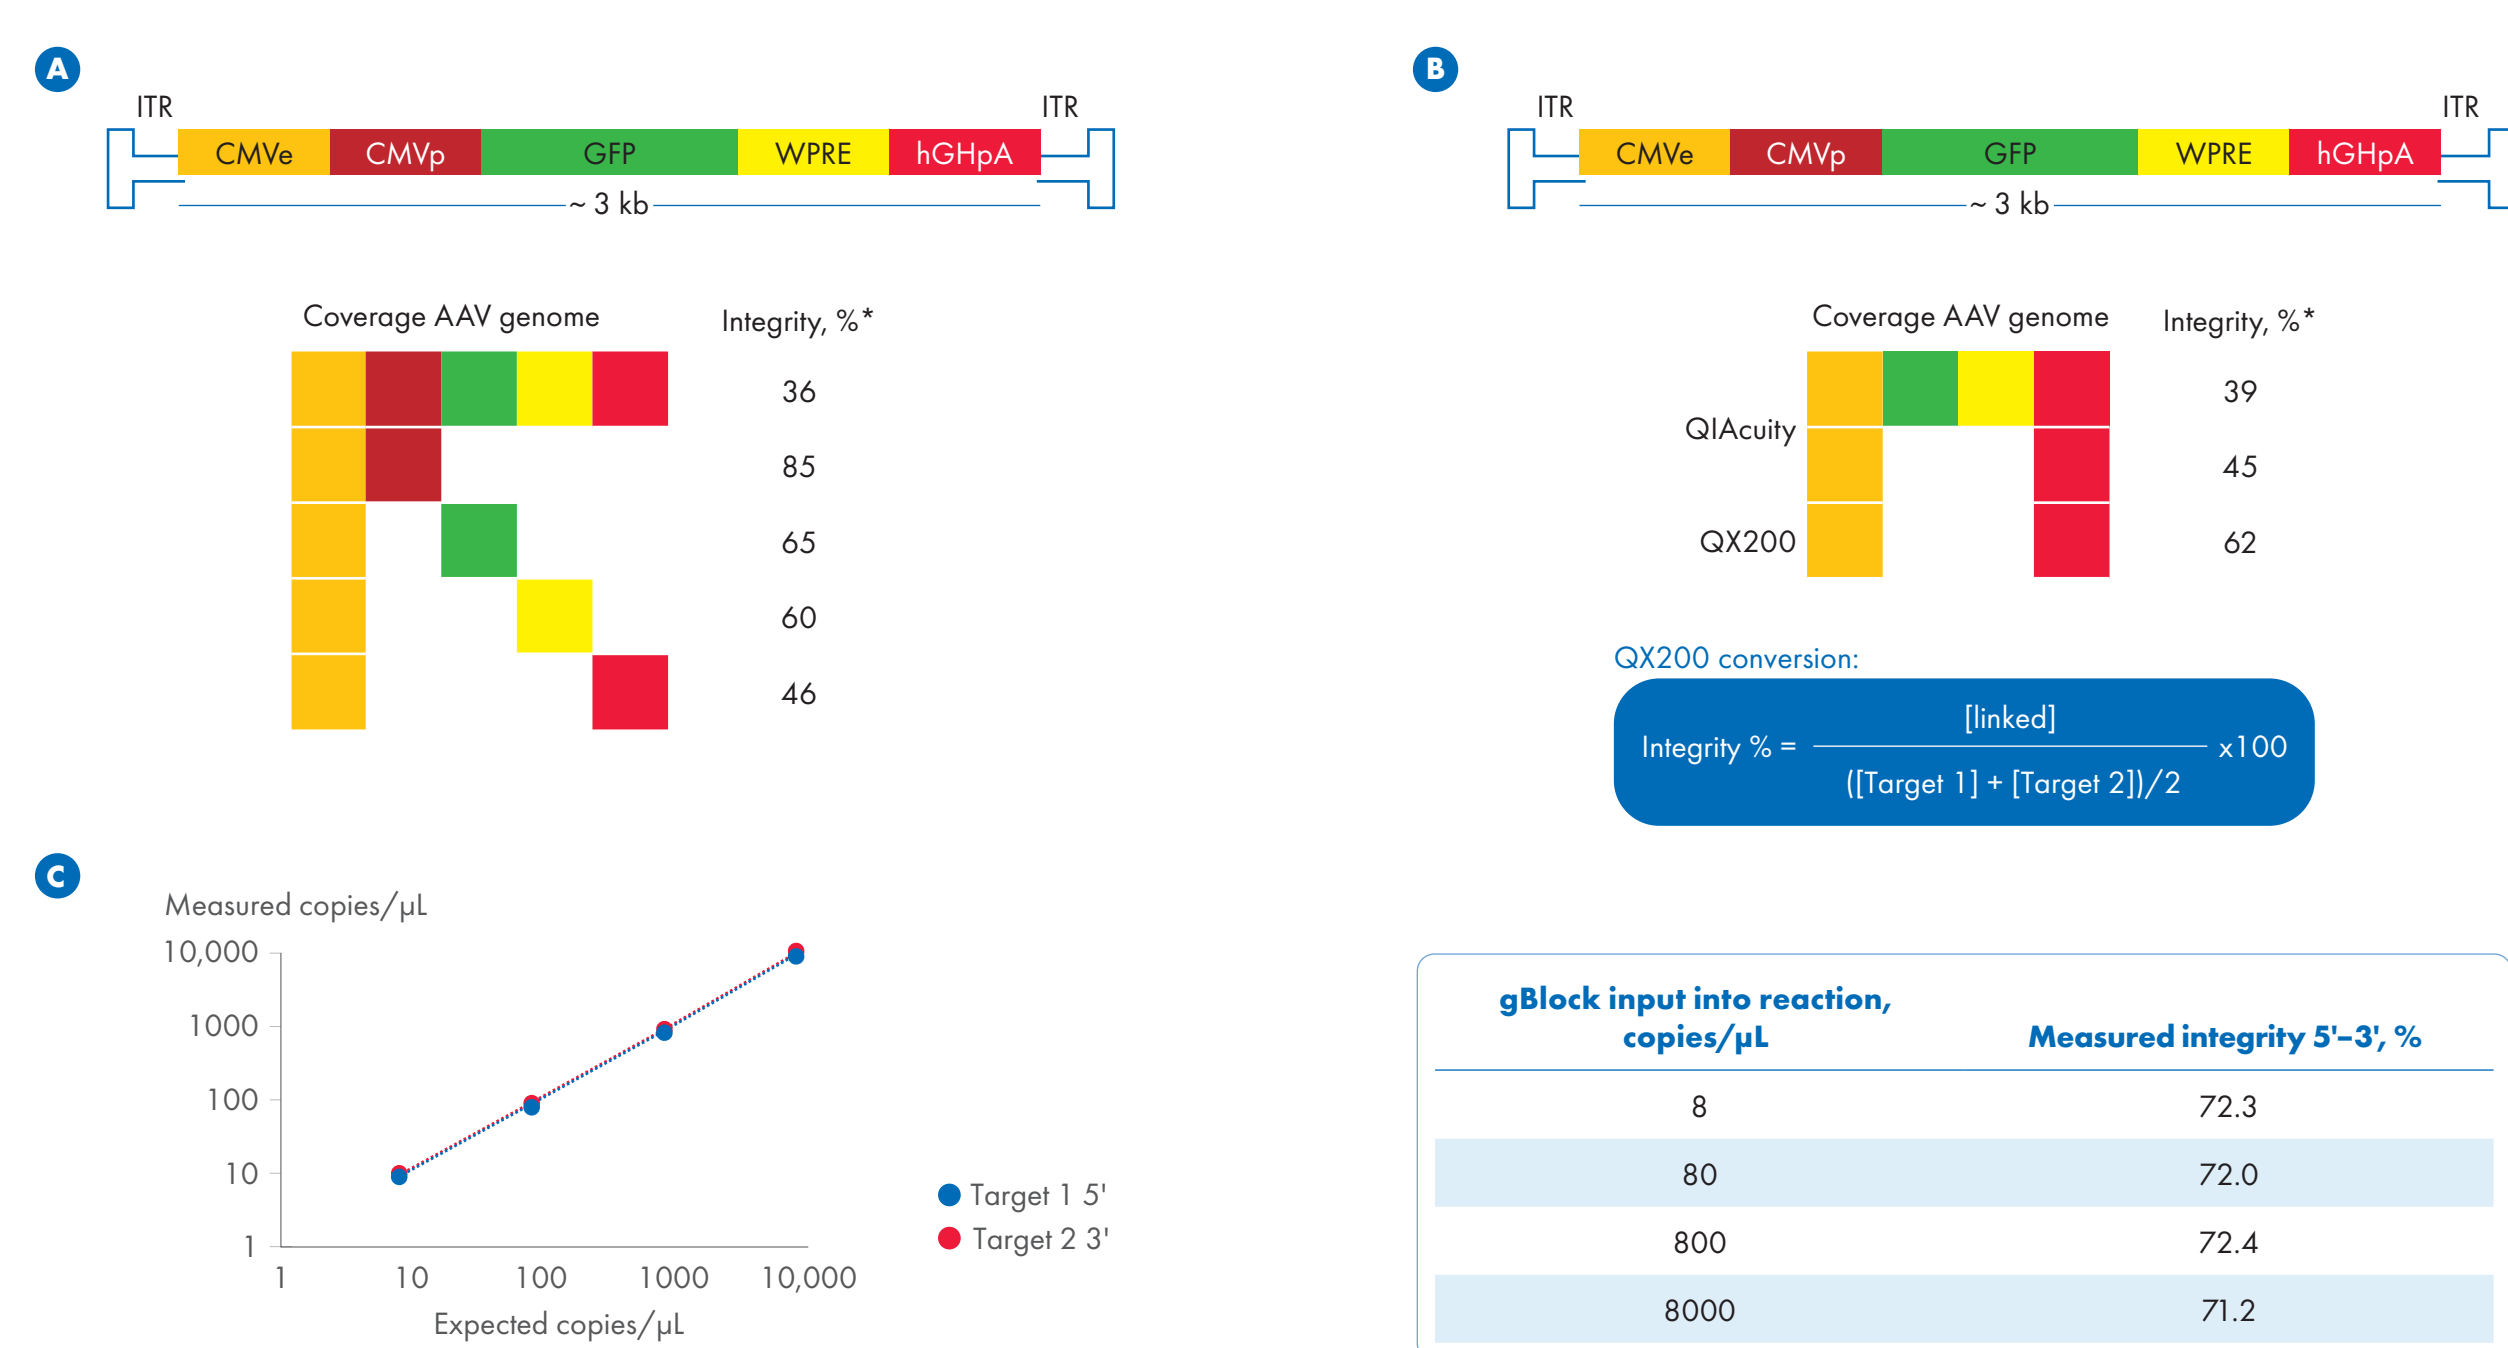 A
ITR
ITR
CMVe CMVp GFP WPRE hGHpA
~ 3 kb
Coverage AAV genome
Integrity, %*
36
85
65
60
46
B
ITR
ITR
CMVe CMVp GFP WPRE hGHpA
~ 3 kb
Coverage AAV genome
Integrity, %*
QIAcuity
39
45
QX200
62
QX200 conversion:
Integrity % = [linked] x100
([Target 1] + [Target 2])/2
C
Measured copies/µL
10,000
1000
100
10
1
1 10 100 1000 10,000
Expected copies/µL
Target 1 5'
Target 2 3'
gBlock input into reaction,
copies/µL Measured integrity 5'–3', %
8 72.3
80 72.0
800 72.4
8000 71.2